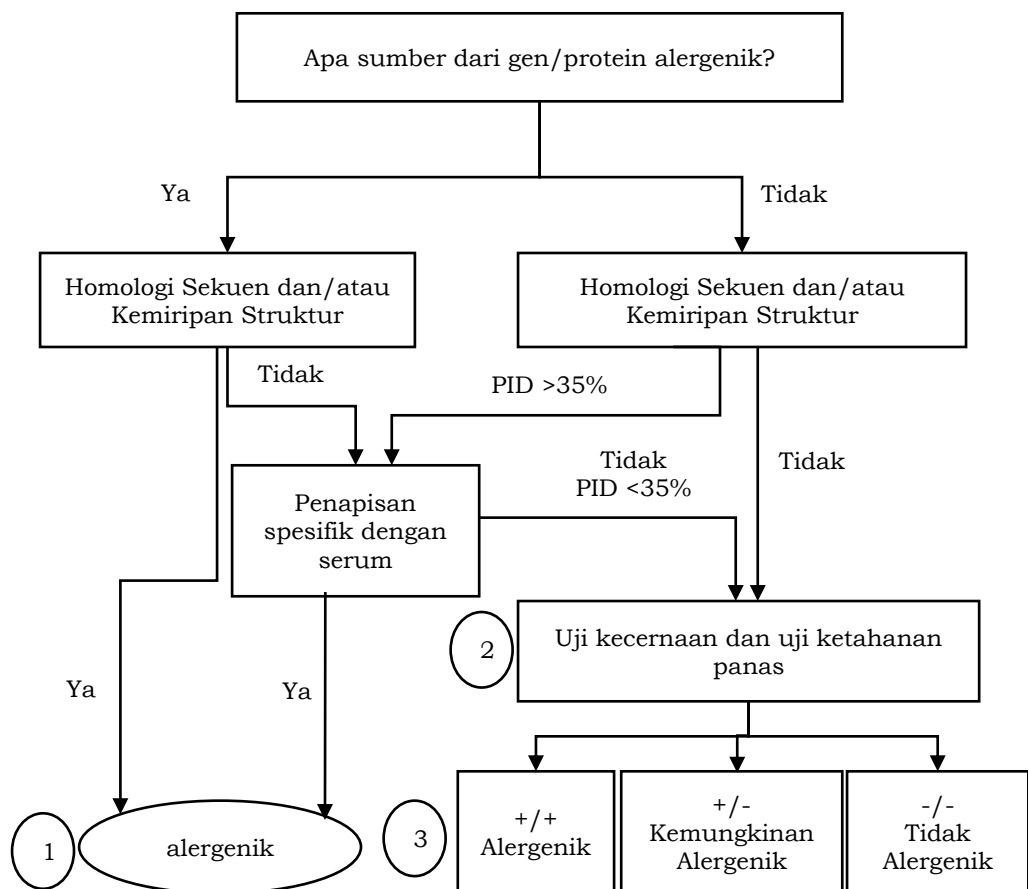 Apa sumber dari gen/protein alergenik?
Ya
Tidak
Homologi Sekuen dan/atau
Kemiripan Struktur
Homologi Sekuen dan/atau
Kemiripan Struktur
Tidak
PID >35%
Penapisan
spesifik dengan
serum
Tidak
PID <35%
Tidak
Ya
Ya
2
Uji kecernaan dan uji ketahanan
panas
1
alergenik
3
+/+
Alergenik
+/-
Kemungkinan
Alergenik
-/-
Tidak
Alergenik